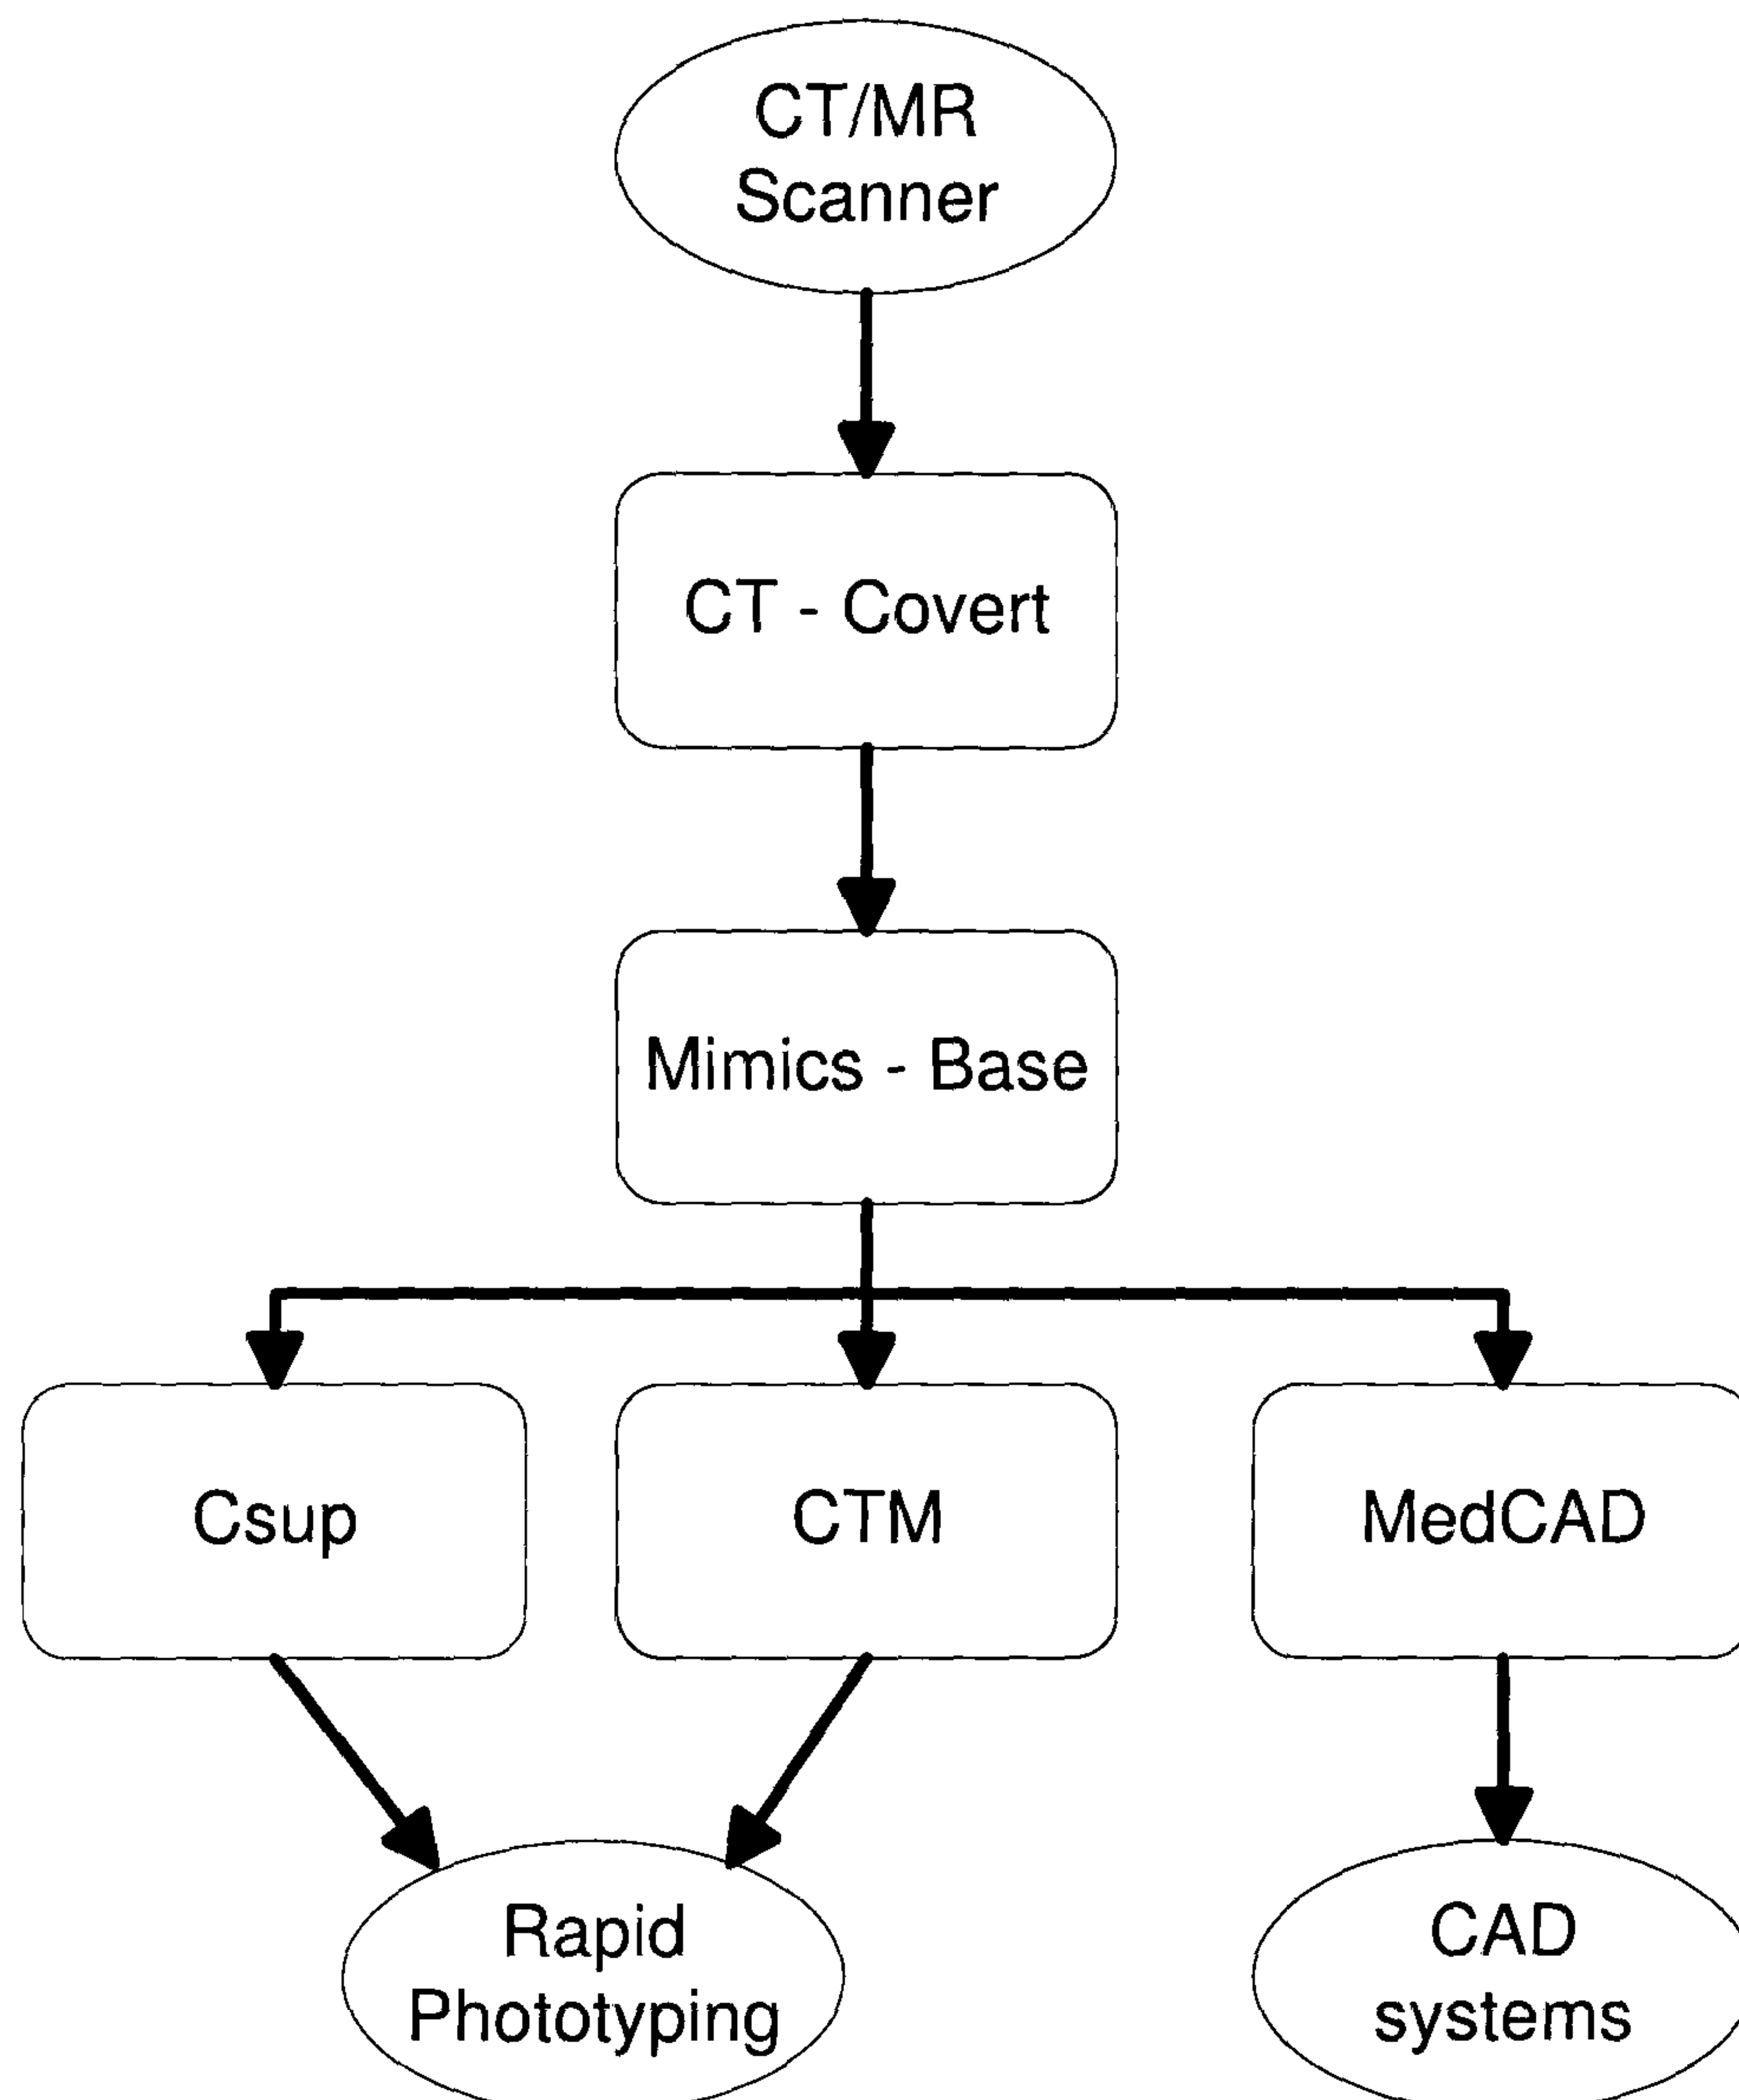 CT/MR
Scanner
CT - Covert
Mimics - Base
Csup
CTM
MedCAD
Rapid
Phototyping
CAD
systems